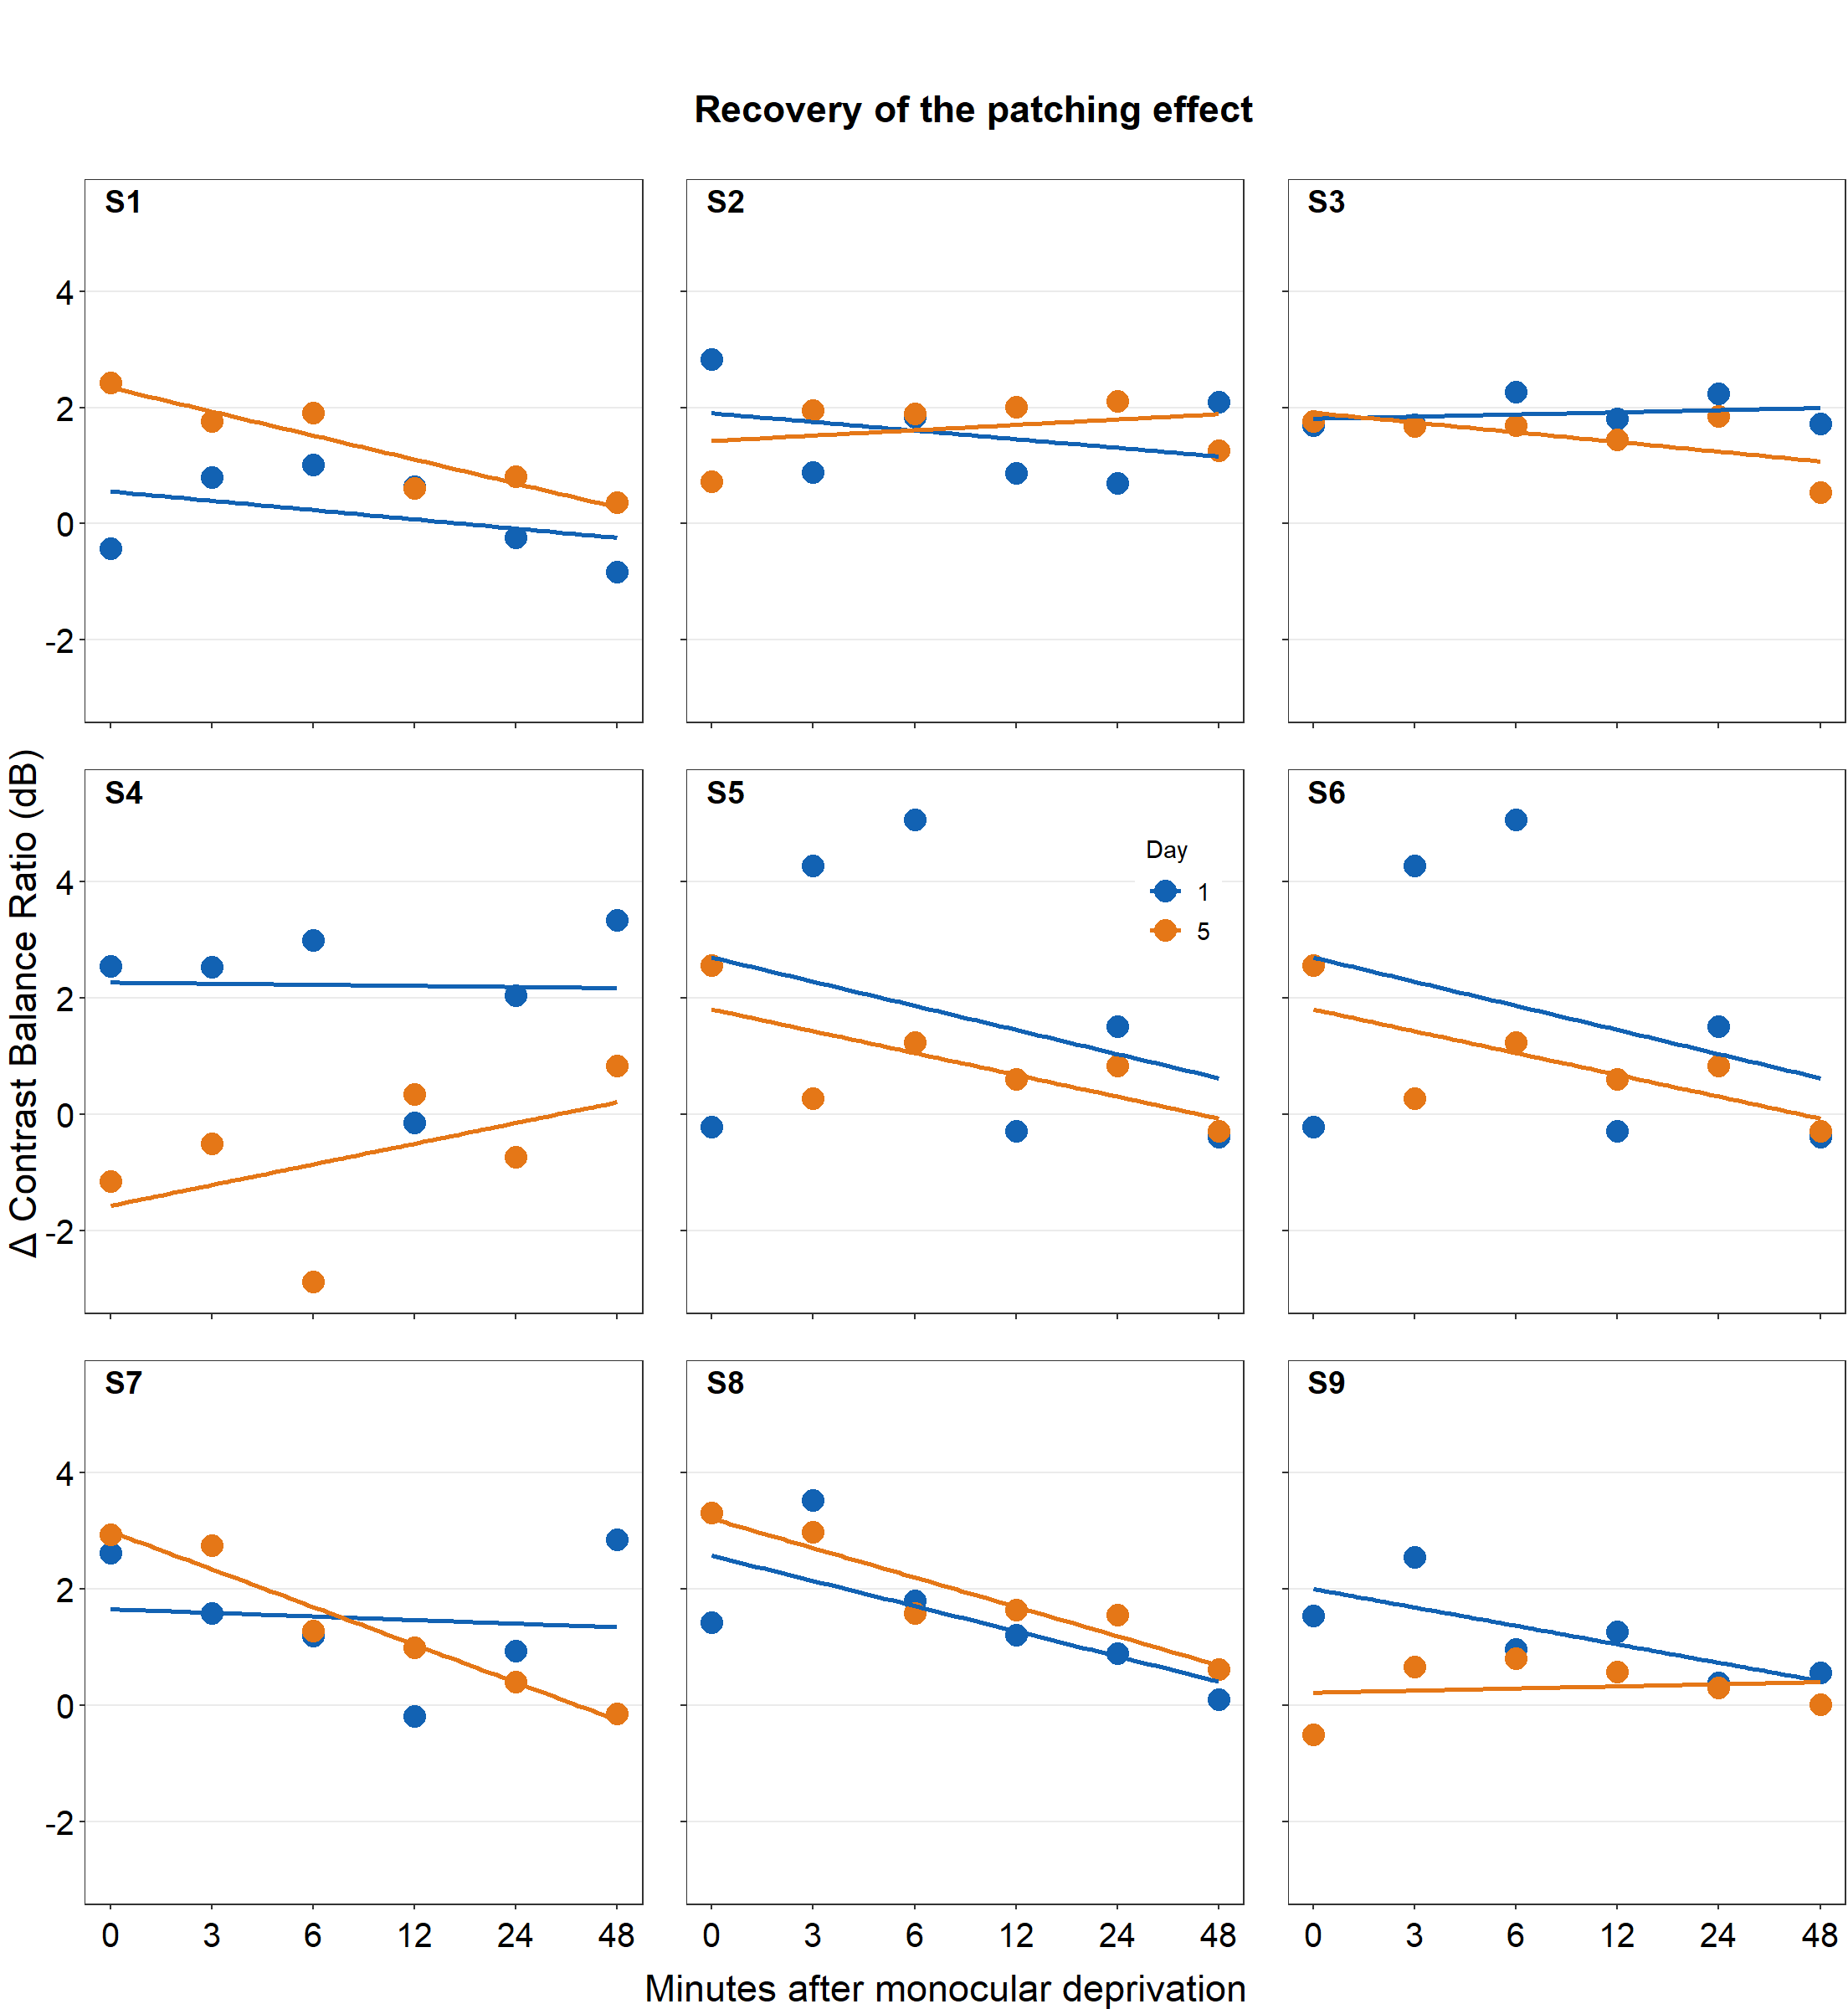 Recovery of the patching effect
S1
S2
S3
4
2
0
-2
Δ Contrast Balance Ratio (dB)
S4
S5
S6
4
2
0
-2
Day
1
5
S7
S8
S9
4
2
0
-2
0 3 6 12 24 48
0 3 6 12 24 48
0 3 6 12 24 48
Minutes after monocular deprivation